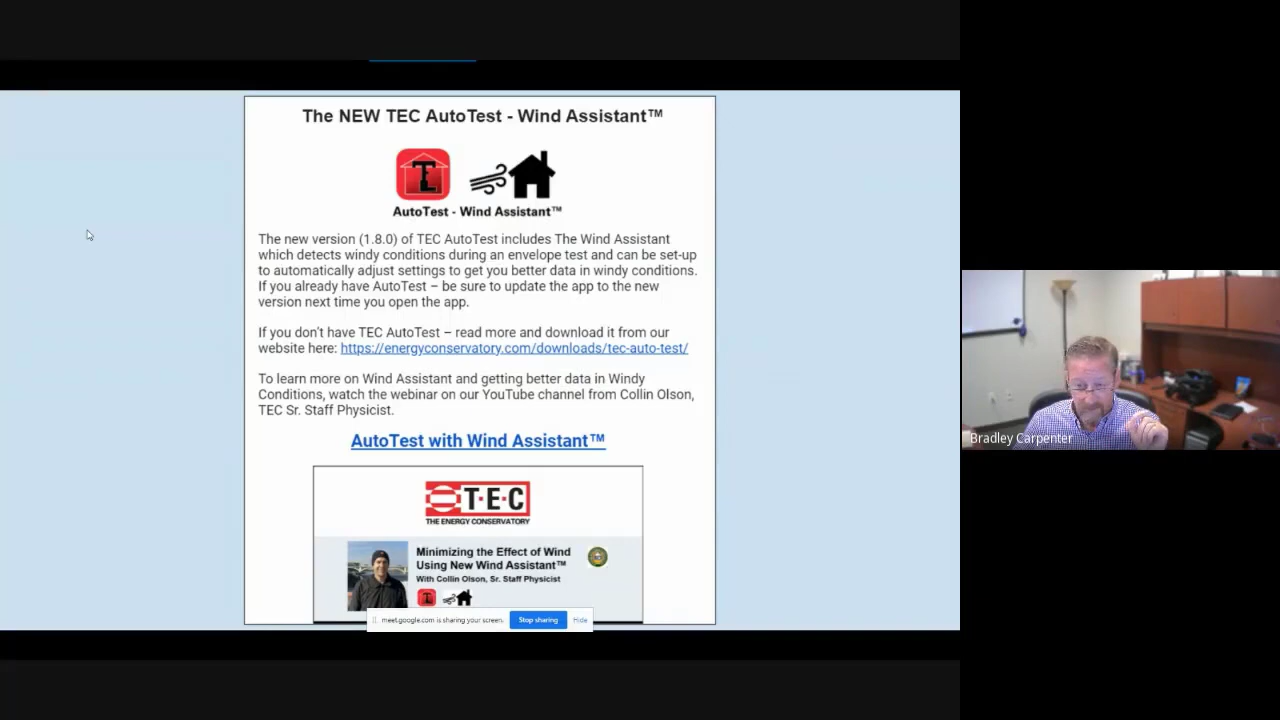 The NEW TEC AutoTest - Wind Assistant™
AutoTest - Wind Assistant™
The new version (1.8.0) of TEC AutoTest includes The Wind Assistant
which detects windy conditions during an envelope test and can be set-up
to automatically adjust settings to get you better data in windy conditions.
If you already have AutoTest – be sure to update the app to the new
version next time you open the app.
If you don't have TEC AutoTest – read more and download it from our
website here: https://energyconservatory.com/downloads/tec-auto-test/
To learn more on Wind Assistant and getting better data in Windy
Conditions, watch the webinar on our YouTube channel from Collin Olson,
TEC Sr. Staff Physicist.
AutoTest with Wind Assistant™
T·E·C
THE ENERGY CONSERVATORY
Minimizing the Effect of Wind
Using New Wind Assistant™
With Collin Olson, Sr. Staff Physicist
meet.google.com is sharing your screen.
Stop sharing
Hide
Bradley Carpenter